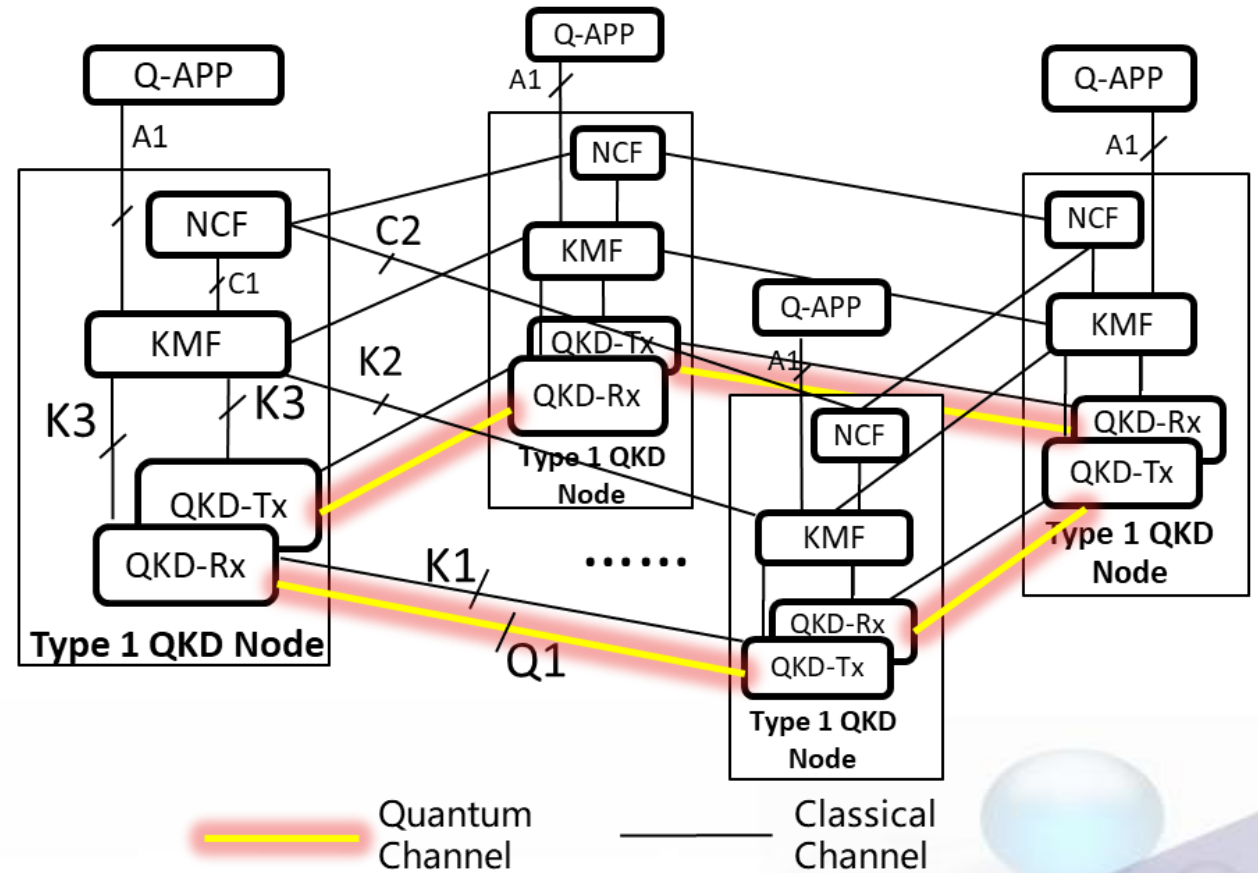 Q-APP
A1
NCF
C1
KMF
K3
K3
QKD-Tx
QKD-Rx
Type 1 QKD Node
Q-APP
A1
NCF
KMF
QKD-Tx
QKD-Rx
Type 1 QKD
Node
C2
K2
K1
Q1
......
Q-APP
A1
NCF
KMF
QKD-Rx
QKD-Tx
Type 1 QKD
Node
Q-APP
A1
NCF
KMF
QKD-Rx
QKD-Tx
Type 1 QKD
Node
Quantum
Channel
Classical
Channel